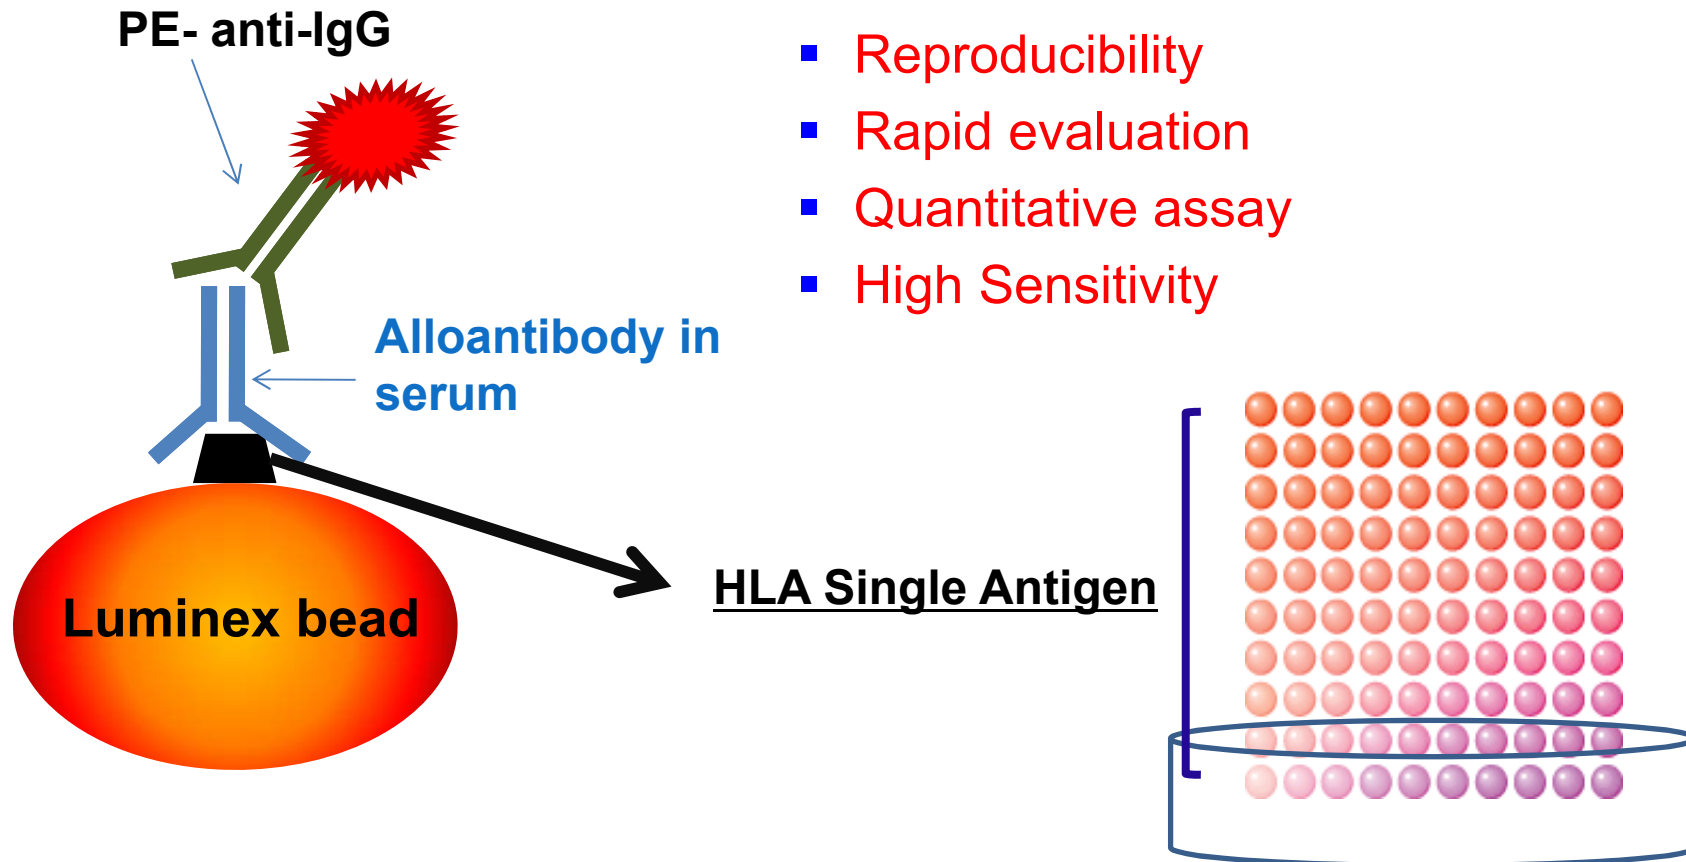 PE- anti-IgG
Reproducibility
Rapid evaluation
Quantitative assay
High Sensitivity
Alloantibody in
serum
HLA Single Antigen
Luminex bead